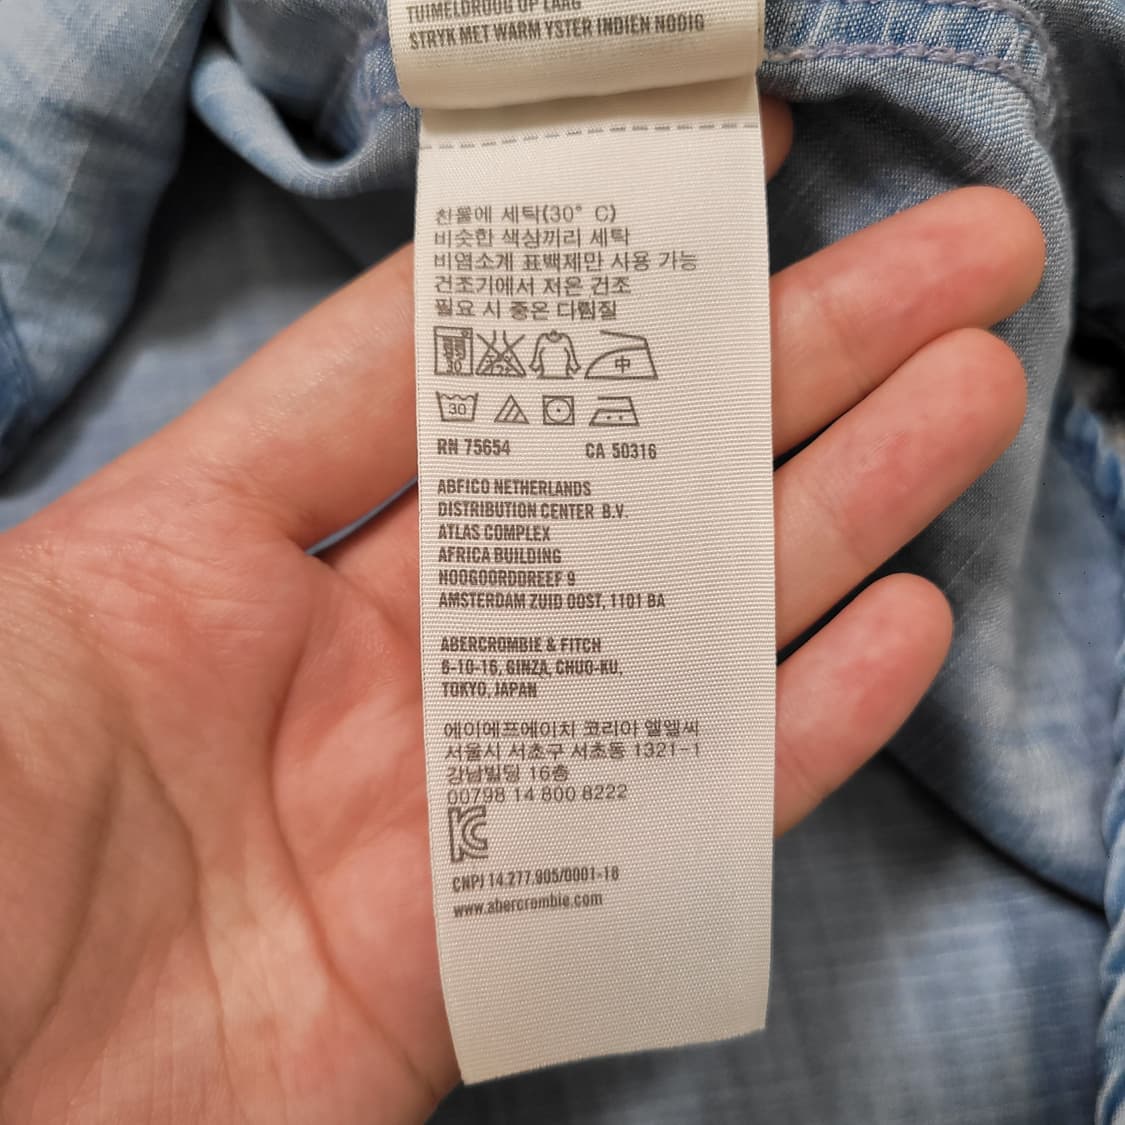 TUIMELDROOG OP LAAG
STRYK MET WARM YSTER INDIEN NODIG
찬물에 세탁(30° C)
비슷한 색상끼리 세탁
비염소계 표백제만 사용 가능
건조기에서 저온 건조
필요 시 중온 다림질
30 中
30
RN 75654 CA 50316
ABFICO NETHERLANDS
DISTRIBUTION CENTER B.V.
ATLAS COMPLEX
AFRICA BUILDING
HOOGOORDDREEF 9
AMSTERDAM ZUID OOST, 1101 BA
ABERCROMBIE & FITCH
6-10-16, GINZA, CHUO-KU,
TOKYO, JAPAN
에이에프에이치 코리아 엘엘씨
서울시 서초구 서초동 1321-1
강남빌딩 16층
00798 14 800 8222
CNPJ 14.277.905/0001-18
www.abercrombie.com